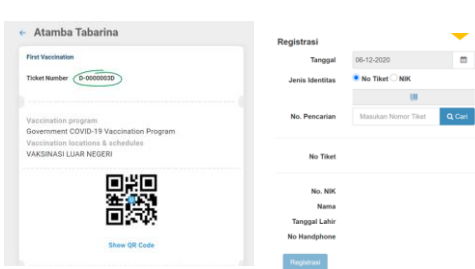 ← Atamba Tabarina
First Vaccination
Ticket Number D-0000003D
Vaccination program
Government COVID-19 Vaccination Program
Vaccination locations & schedules
VAKSINASI LUAR NEGERI
Show QR Code
Registrasi
Tanggal 06-12-2020
Jenis Identitas No Tiket NIK
No. Pencarian Masukan Nomor Tiket Cari
No Tiket
No. NIK
Nama
Tanggal Lahir
No Handphone
Registrasi